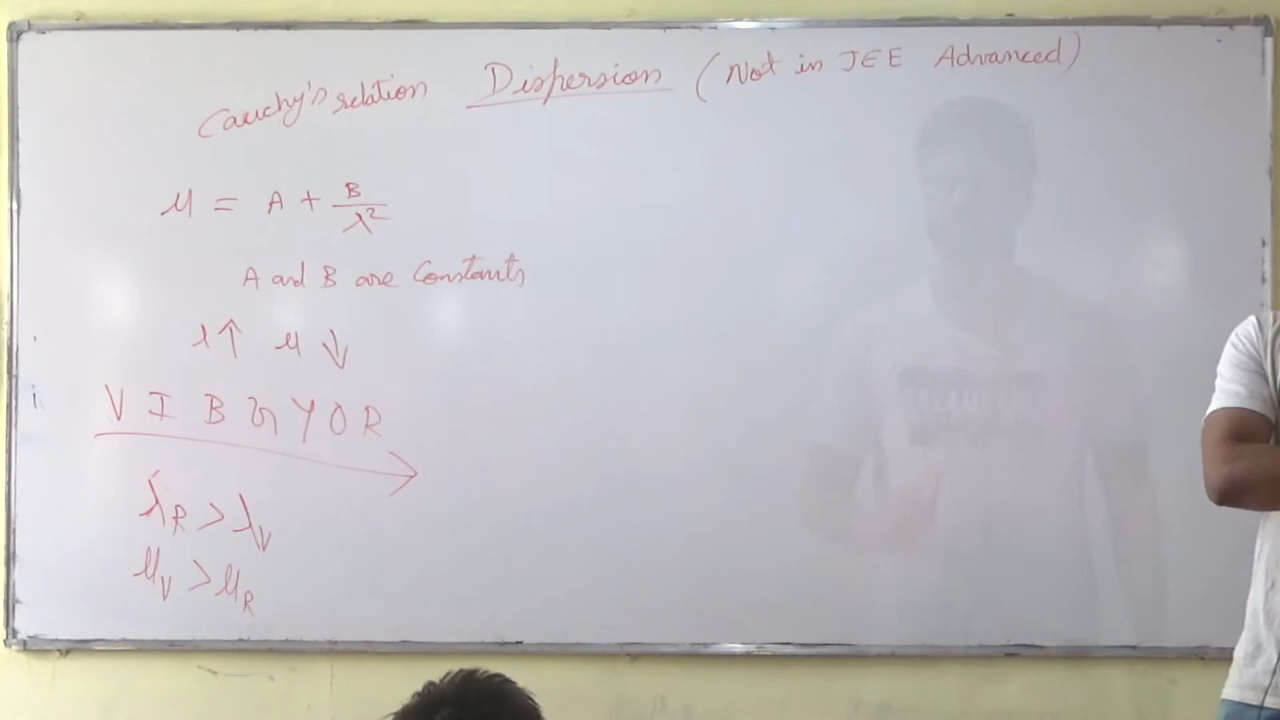 Cauchy's relation Dispersion (Not in JEE Advanced)
μ = A + B/λ²
A and B are Constants
λ↑ μ↓
V I B G Y O R
λR > λV
μV > μR